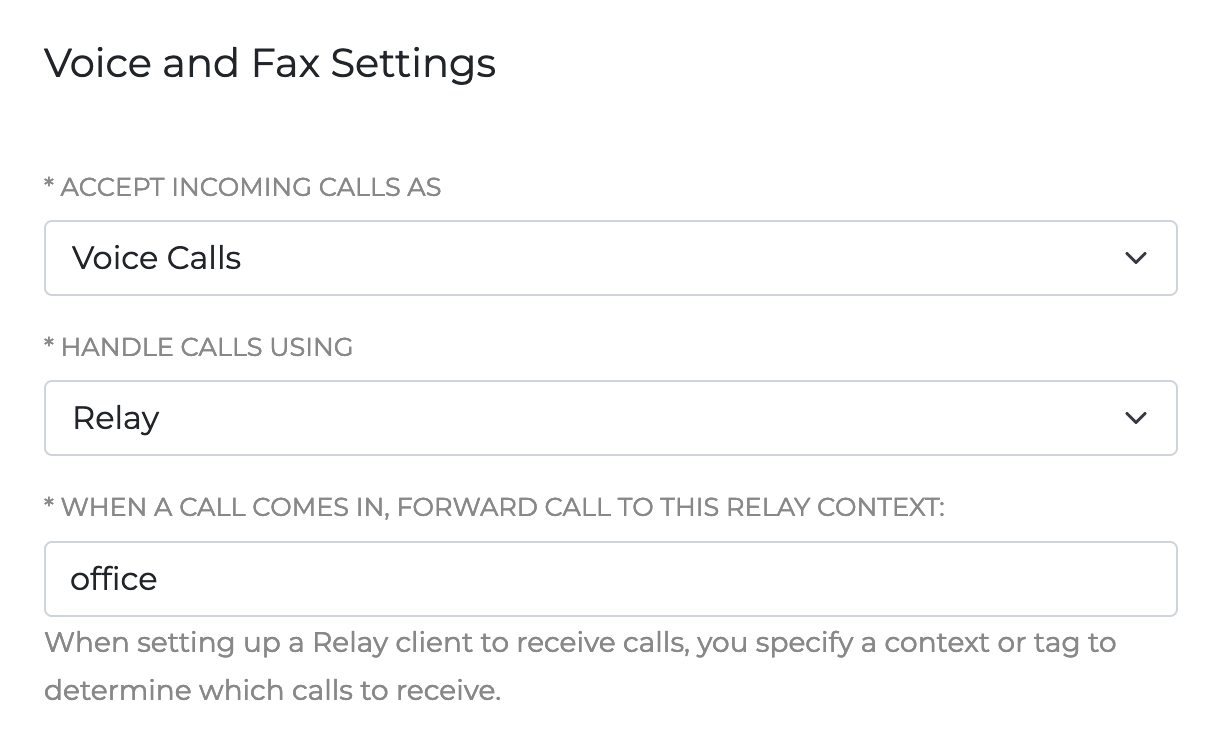 Voice and Fax Settings
* ACCEPT INCOMING CALLS AS
Voice Calls
* HANDLE CALLS USING
Relay
* WHEN A CALL COMES IN, FORWARD CALL TO THIS RELAY CONTEXT:
office
When setting up a Relay client to receive calls, you specify a context or tag to
determine which calls to receive.